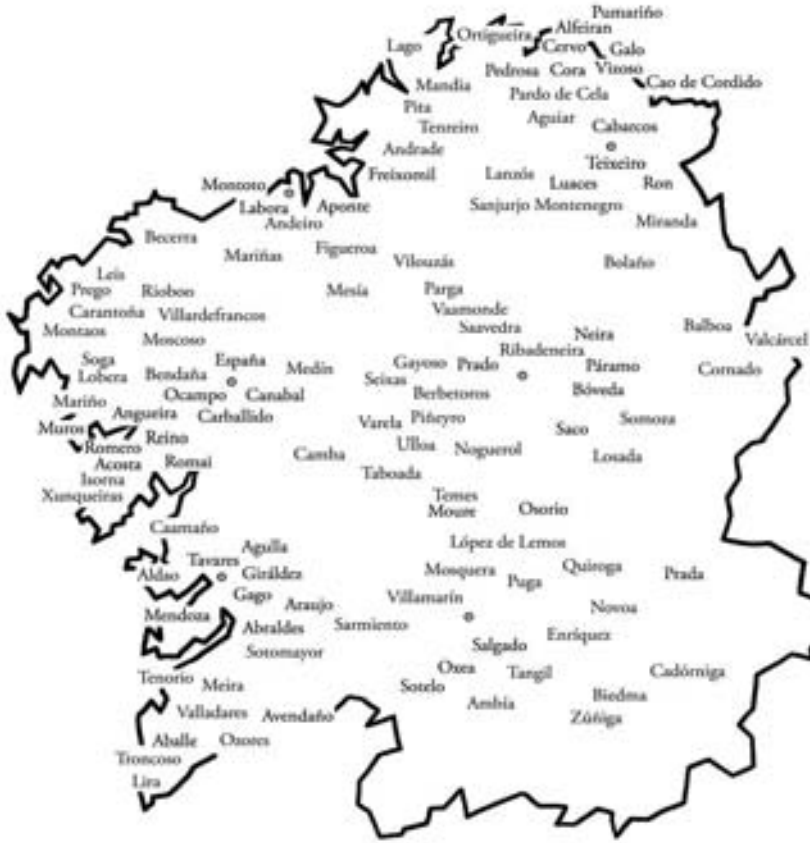 Pumariño
Alfeiran
Ortigueira
Cervo
Galo
Lago
Pedrosa
Cora
Viroso
Cao de Cordido
Mandia
Pardo de Cela
Pita
Aguiar
Tenreiro
Cabarcos
Andrade
Teixeiro
Freixomil
Lanzós
Luaces
Ron
Montoto
Labora
Aponte
Sanjurjo
Montenegro
Andeiro
Miranda
Becerra
Mariñas
Figueroa
Vilouzás
Bolaño
Leis
Prego
Rioboo
Mesía
Parga
Carantoña
Villardefrancos
Vaamonde
Montaos
Saavedra
Neira
Balboa
Valcárcel
Moscoso
Ribadeneira
Soga
España
Medín
Gayoso
Prado
Páramo
Cornado
Lobera
Bendaña
Seixas
Ocampo
Canabal
Berbetoros
Bóveda
Mariño
Angueira
Carballido
Varela
Piñeyro
Somoza
Muros
Reino
Saco
Romero
Ulloa
Noguerol
Losada
Acosta
Romai
Camba
Isorna
Taboada
Xunqueiras
Temes
Moure
Osorio
Caamaño
Agulla
López de Lemos
Tavares
Aldao
Giráldez
Mosquera
Puga
Quiroga
Prada
Gago
Araujo
Villamarín
Novoa
Mendoza
Abraldes
Sarmiento
Enríquez
Sotomayor
Salgado
Tenorio
Meira
Oxea
Tangil
Cadórniga
Sotelo
Ambía
Biedma
Valladares
Avendaño
Zúñiga
Aballe
Ozores
Troncoso
Lira